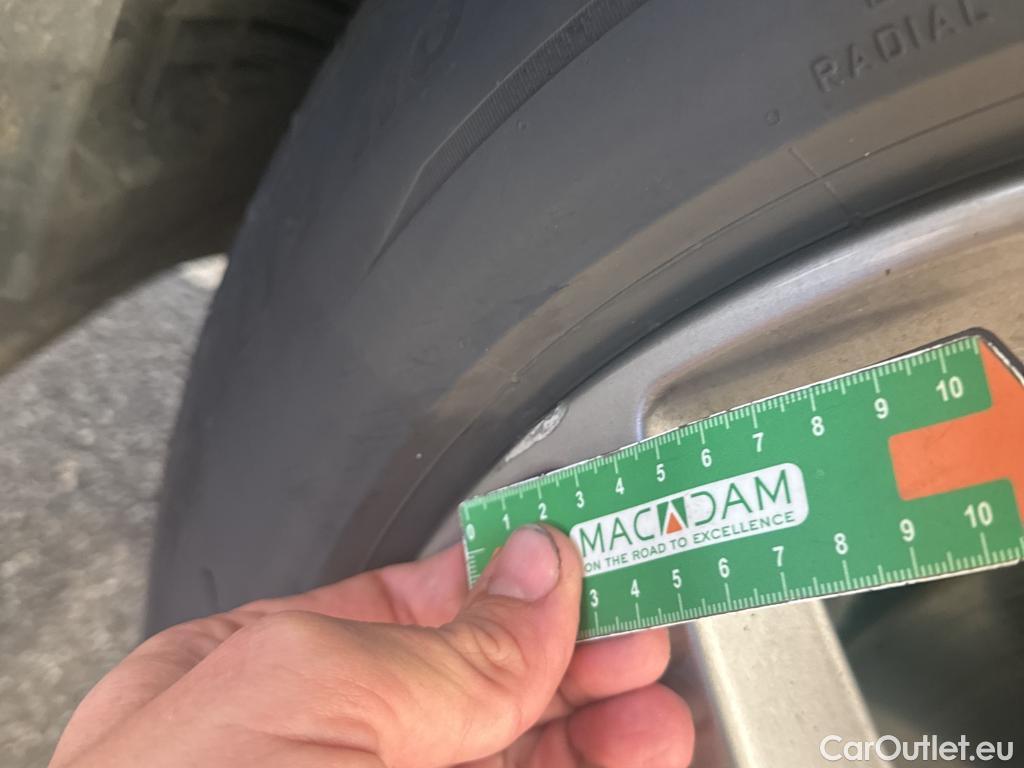 RADIAL
0 1 2 3 4 5 6 7 8 9 10
MACADAM
ON THE ROAD TO EXCELLENCE
3 4 5 6 7 8 9 10
CarOutlet.eu